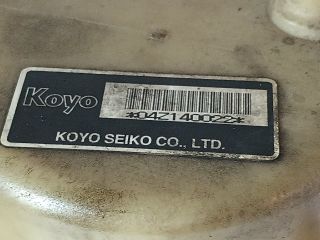 Koyo
*04Z140022*
KOYO SEIKO CO., LTD.